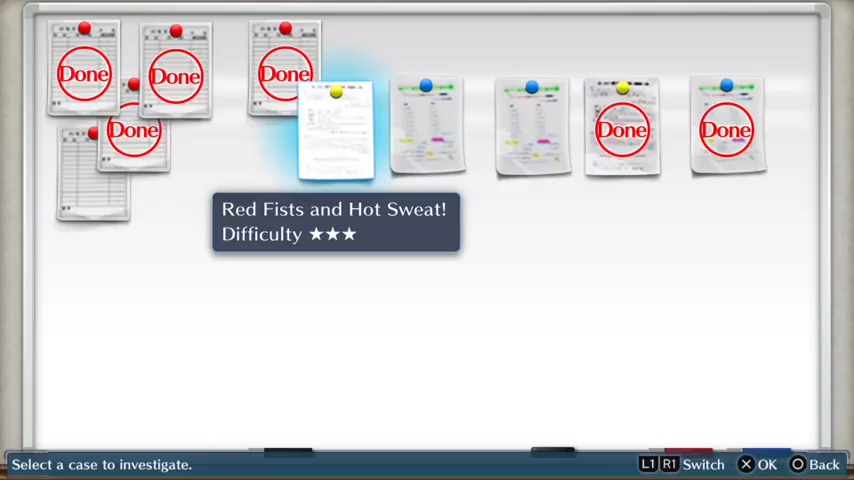 Done
Done
Done
Done
Done
Done
Red Fists and Hot Sweat!
Difficulty ★★★
Select a case to investigate.
L1 R1 Switch
OK
Back